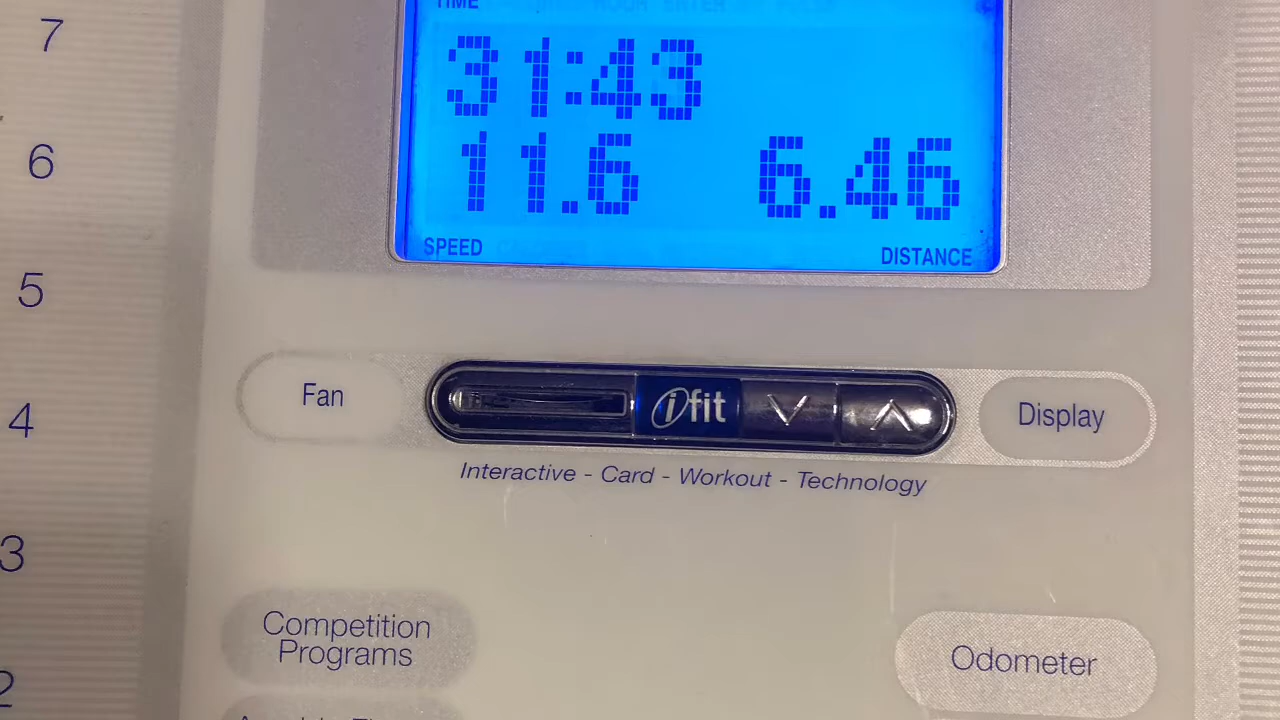 TIME
31:43
11.6 6.46
SPEED DISTANCE
7
6
5
4
3
2
Fan
ifit
Display
Interactive - Card - Workout - Technology
Competition
Programs
Odometer